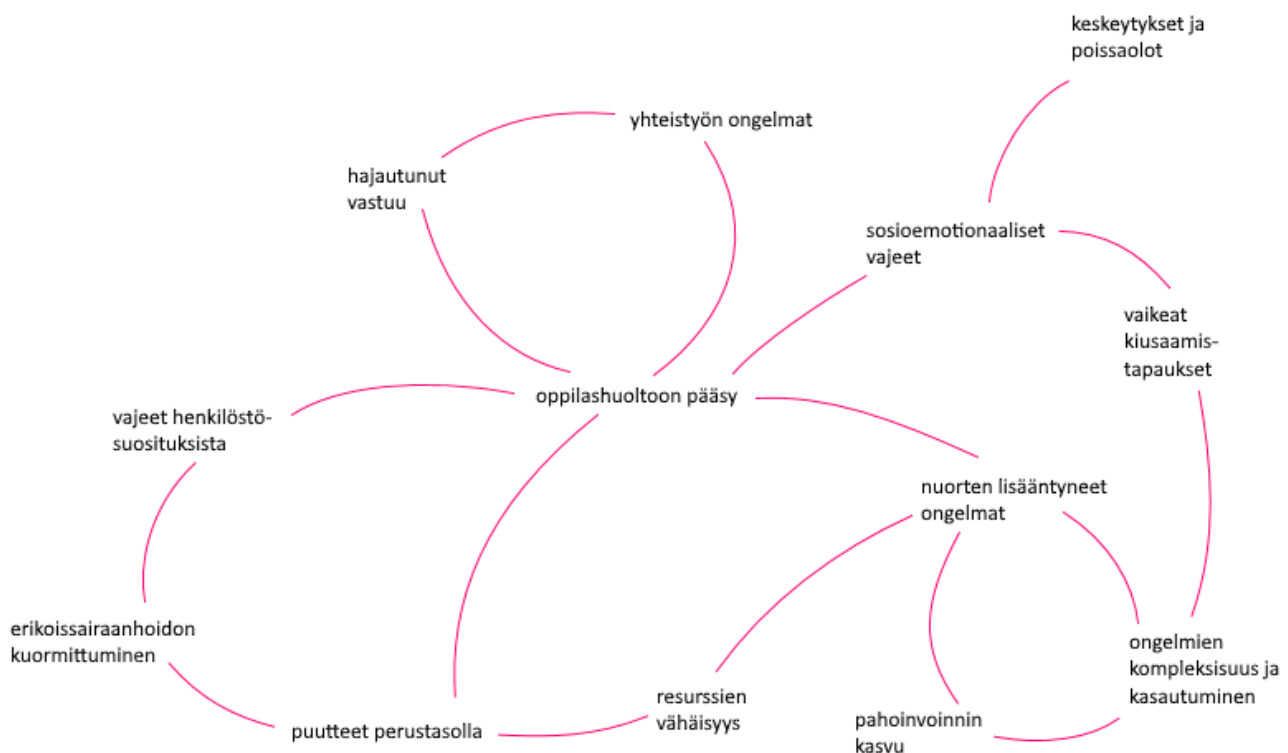 keskeytykset ja
poissaolot
yhteistyön ongelmat
hajautunut
vastuu
sosioemotionaaliset
vajeet
vaikeat
kiusaamis-
tapaukset
oppilashuoltoon pääsy
vajeet henkilöstö-
suosituksista
nuorten lisääntyneet
ongelmat
erikoissairaanhoidon
kuormittuminen
ongelmien
kompleksisuus ja
kasautuminen
resurssien
vähäisyys
puutteet perustasolla
pahoinvoinnin
kasvu